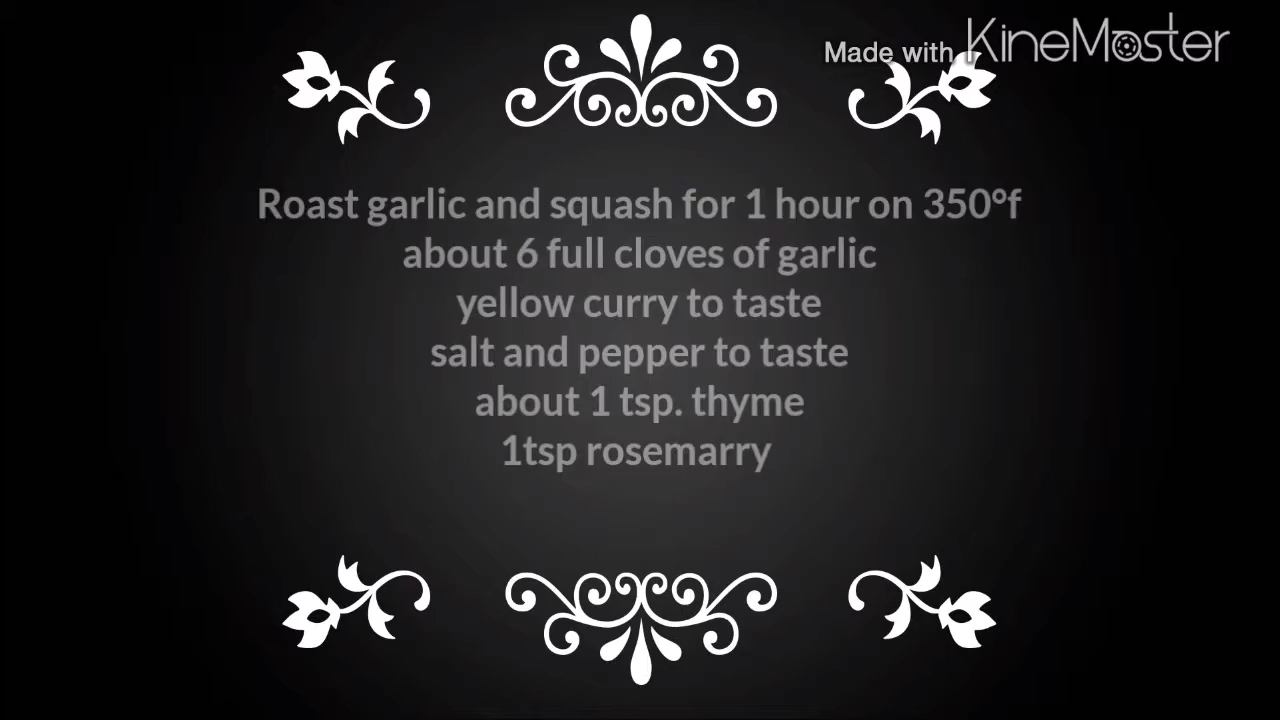 Made with KineMaster
Roast garlic and squash for 1 hour on 350°f
about 6 full cloves of garlic
yellow curry to taste
salt and pepper to taste
about 1 tsp. thyme
1tsp rosemarry